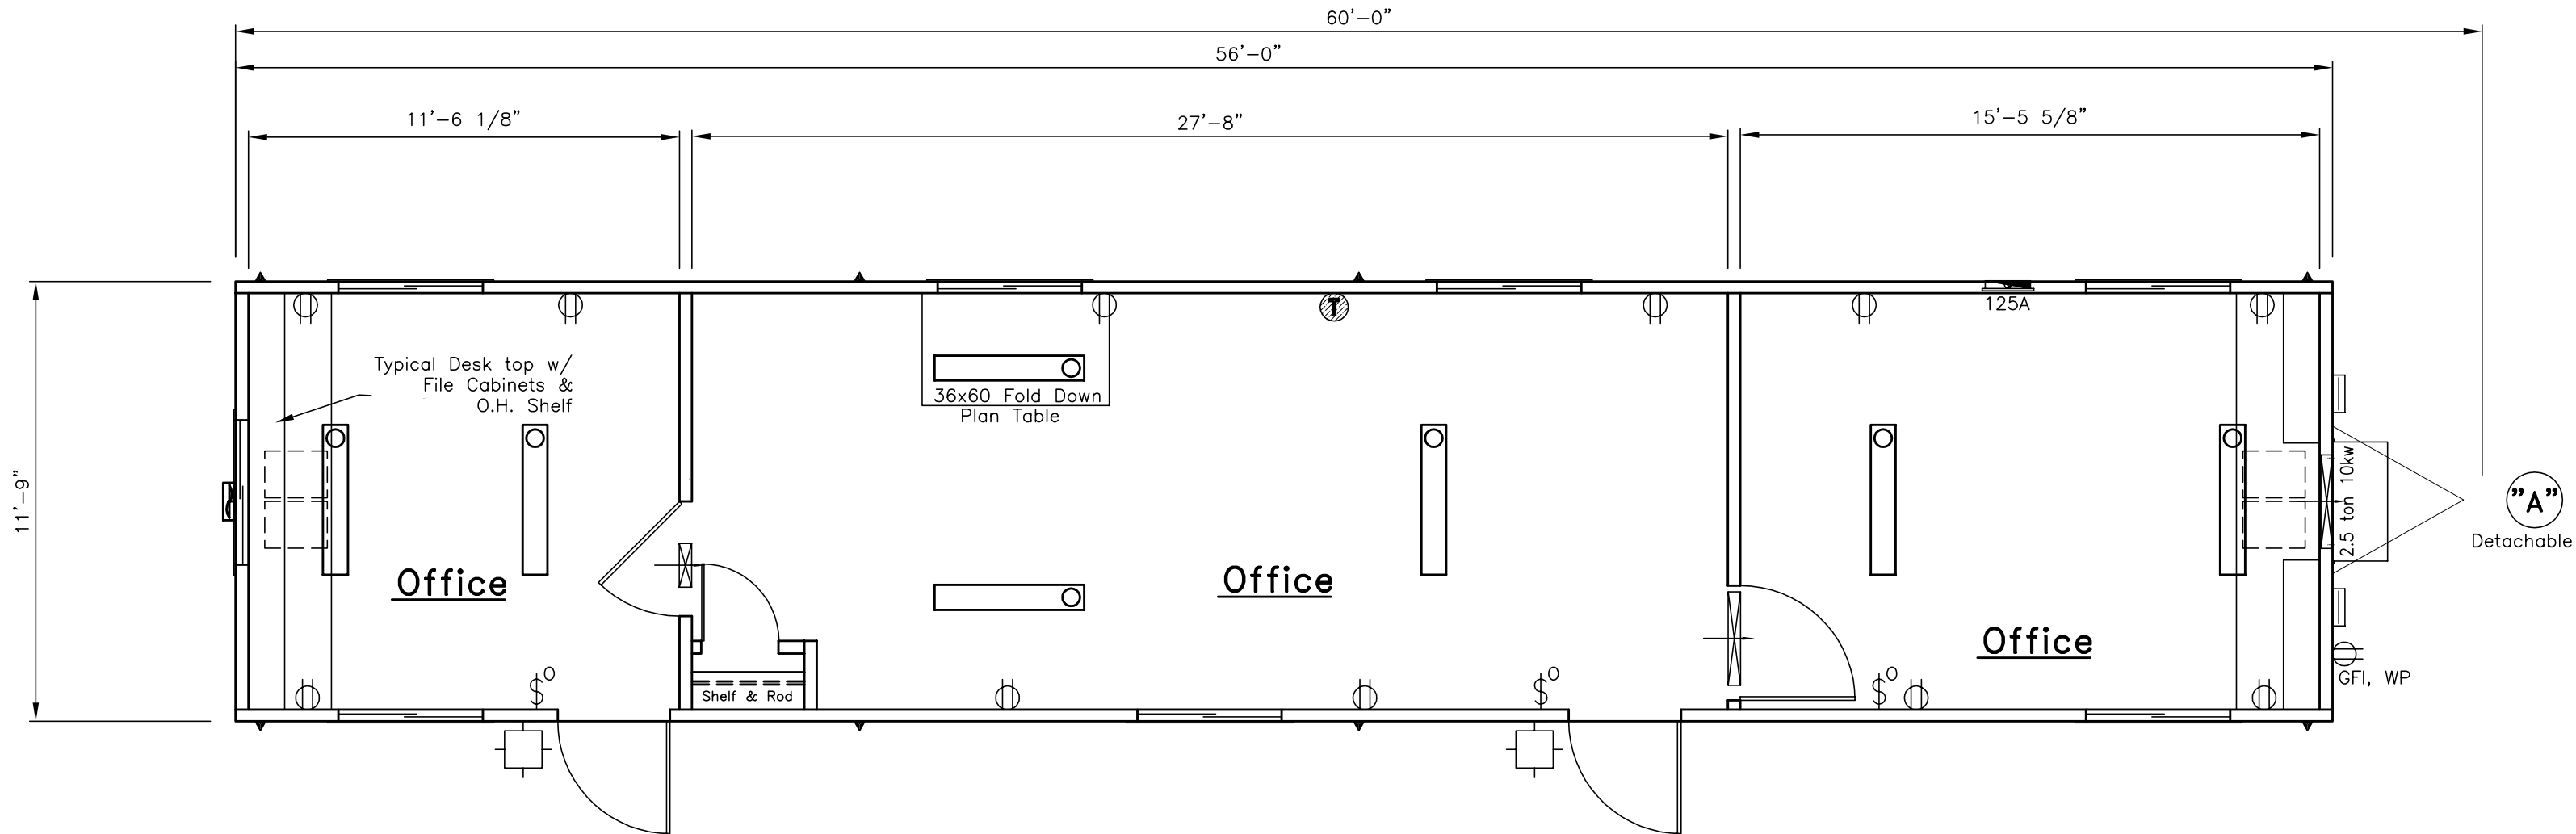 60'-0"
56'-0"
11'-6 1/8"
27'-8"
15'-5 5/8"
11'-9"
T
125A
Typical Desk top w/
File Cabinets &
O.H. Shelf
36x60 Fold Down
Plan Table
2.5 ton 10kw
"A"
Detachable
Office
Office
Office
Shelf & Rod
$O
$O
$O
GFI, WP